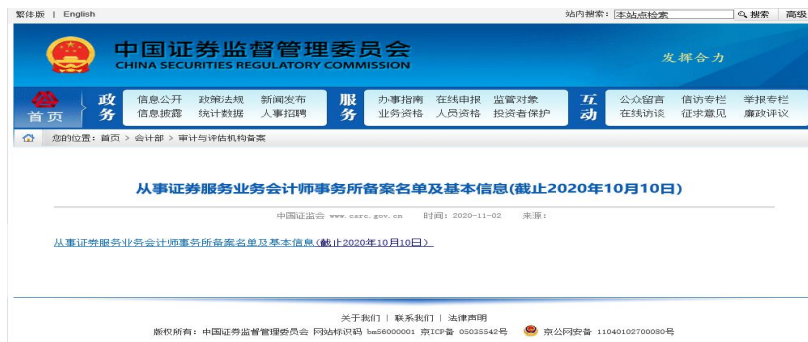 繁体版 | English 站内搜索: 本站点检索 搜索 高级
中国证券监督管理委员会
CHINA SECURITIES REGULATORY COMMISSION
发挥合力
首页 政务 信息公开 政策法规 新闻发布 服务 办事指南 在线申报 监管对象 互动 公众留言 信访专栏 举报专栏
信息披露 统计数据 人事招聘 业务资格 人员资格 投资者保护 在线访谈 征求意见 廉政评议
您的位置：首页 > 会计部 > 审计与评估机构备案
从事证券服务业务会计师事务所备案名单及基本信息(截止2020年10月10日)
中国证监会 www.csrc.gov.cn 时间：2020-11-02 来源：
从事证券服务业务会计师事务所备案名单及基本信息（截止2020年10月10日）
关于我们 | 联系我们 | 法律声明
版权所有：中国证券监督管理委员会 网站标识码 bm56000001 京ICP备 05035542号 京公网安备 11040102700080号